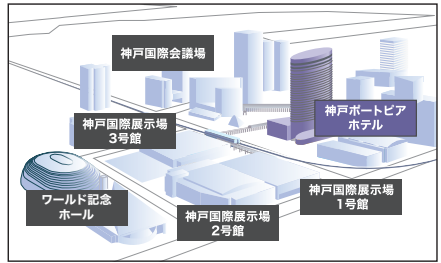 神戸国際会議場
神戸ポートピア
ホテル
神戸国際展示場
3号館
神戸国際展示場
1号館
ワールド記念
ホール
神戸国際展示場
2号館